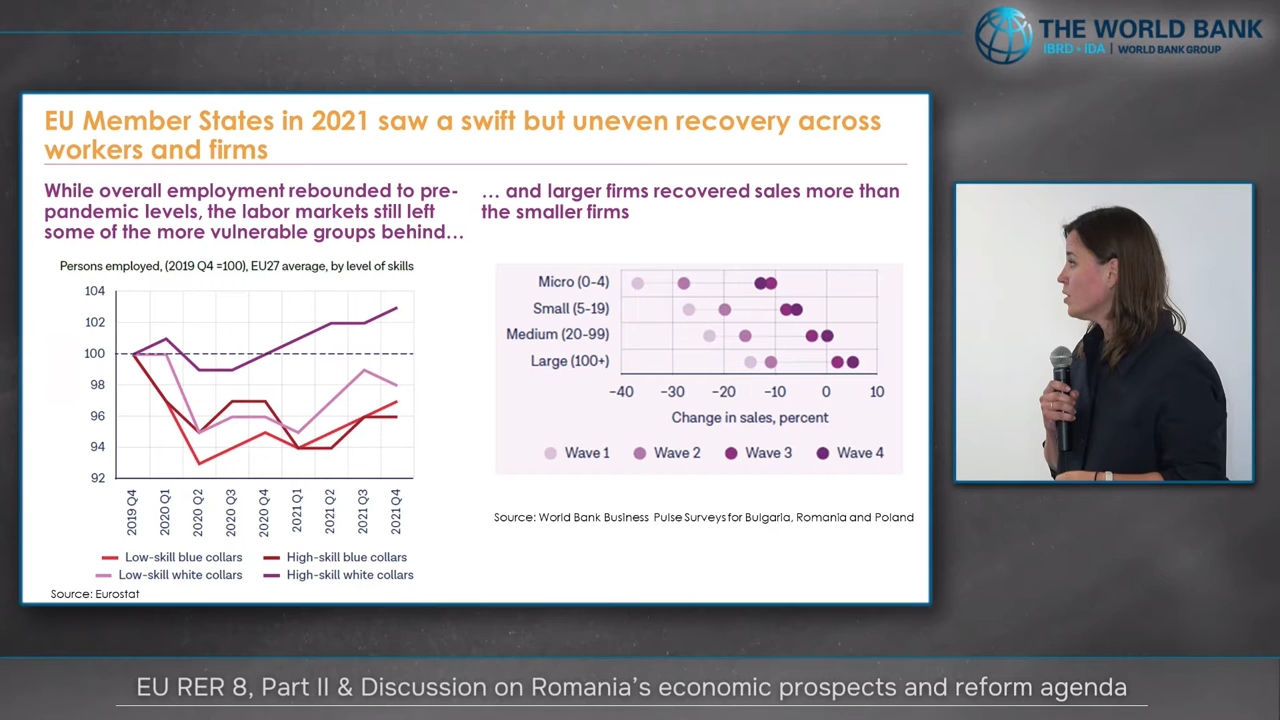 THE WORLD BANK
IBRD • IDA | WORLD BANK GROUP
EU Member States in 2021 saw a swift but uneven recovery across
workers and firms
While overall employment rebounded to pre-
pandemic levels, the labor markets still left
some of the more vulnerable groups behind…
Persons employed, (2019 Q4 =100), EU27 average, by level of skills
104
102
100
98
96
94
92
2019 Q4
2020 Q1
2020 Q2
2020 Q3
2020 Q4
2021 Q1
2021 Q2
2021 Q3
2021 Q4
Low-skill blue collars
High-skill blue collars
Low-skill white collars
High-skill white collars
Source: Eurostat
… and larger firms recovered sales more than
the smaller firms
Micro (0-4)
Small (5-19)
Medium (20-99)
Large (100+)
−40 −30 −20 −10 0 10
Change in sales, percent
Wave 1 Wave 2 Wave 3 Wave 4
Source: World Bank Business Pulse Surveys for Bulgaria, Romania and Poland
EU RER 8, Part II & Discussion on Romania's economic prospects and reform agenda